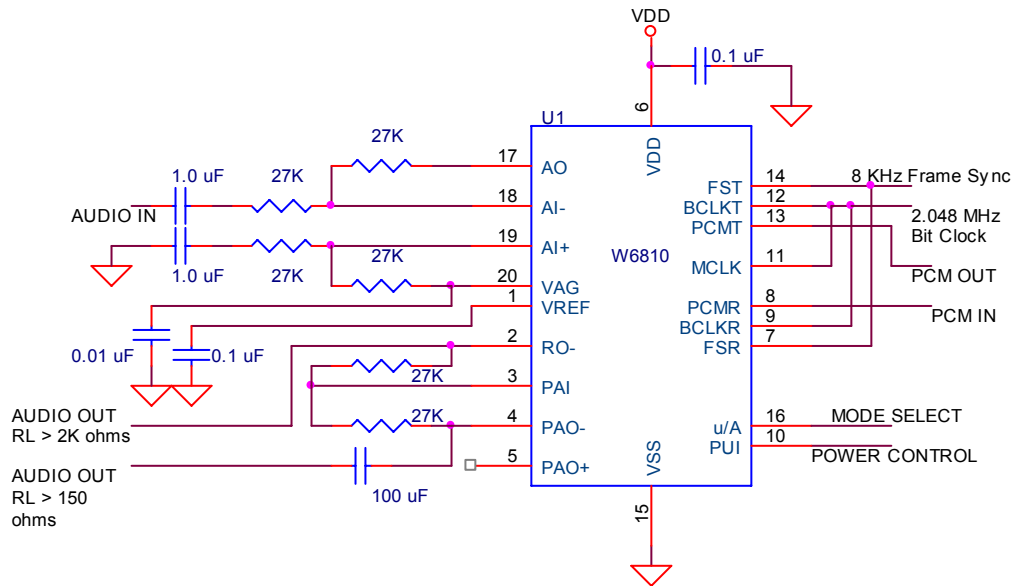 VDD
0.1 uF
6
U1
VDD
27K
17
AO
1.0 uF
27K
18
AI-
AUDIO IN
19
AI+
1.0 uF
27K
27K
20
VAG
1
VREF
0.01 uF
0.1 uF
2
RO-
27K
3
PAI
AUDIO OUT
RL > 2K ohms
27K
4
PAO-
5
PAO+
AUDIO OUT
RL > 150
ohms
100 uF
W6810
FST
14
8 KHz Frame Sync
BCLKT
12
2.048 MHz
Bit Clock
PCMT
13
MCLK
11
PCM OUT
PCMR
8
PCM IN
BCLKR
9
FSR
7
u/A
16
MODE SELECT
PUI
10
POWER CONTROL
VSS
15